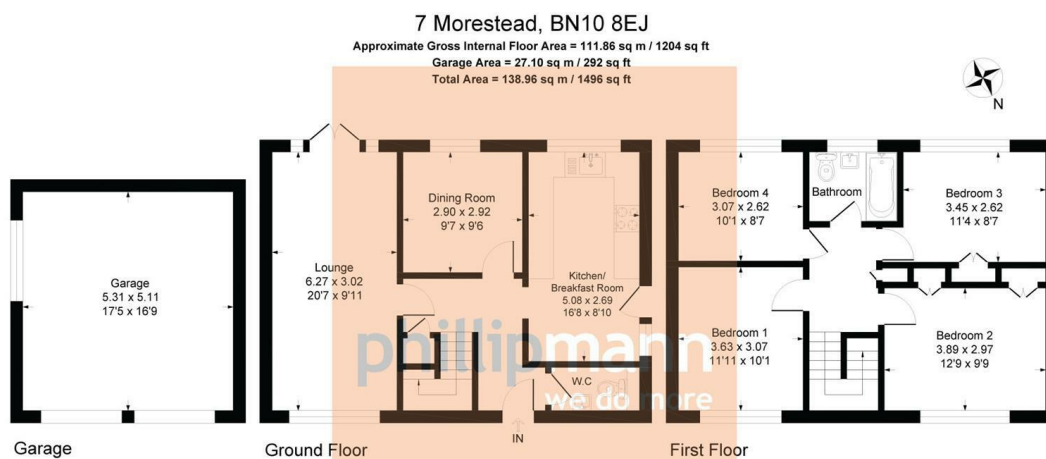 7 Morestead, BN10 8EJ
Approximate Gross Internal Floor Area = 111.86 sq m / 1204 sq ft
Garage Area = 27.10 sq m / 292 sq ft
Total Area = 138.96 sq m / 1496 sq ft
N
Garage
5.31 x 5.11
17'5 x 16'9
Garage
Lounge
6.27 x 3.02
20'7 x 9'11
Dining Room
2.90 x 2.92
9'7 x 9'6
Kitchen/
Breakfast Room
5.08 x 2.69
16'8 x 8'10
W.C
IN
Ground Floor
Bedroom 4
3.07 x 2.62
10'1 x 8'7
Bathroom
Bedroom 3
3.45 x 2.62
11'4 x 8'7
Bedroom 1
3.63 x 3.07
11'11 x 10'1
Bedroom 2
3.89 x 2.97
12'9 x 9'9
First Floor
phillipmann
we do more